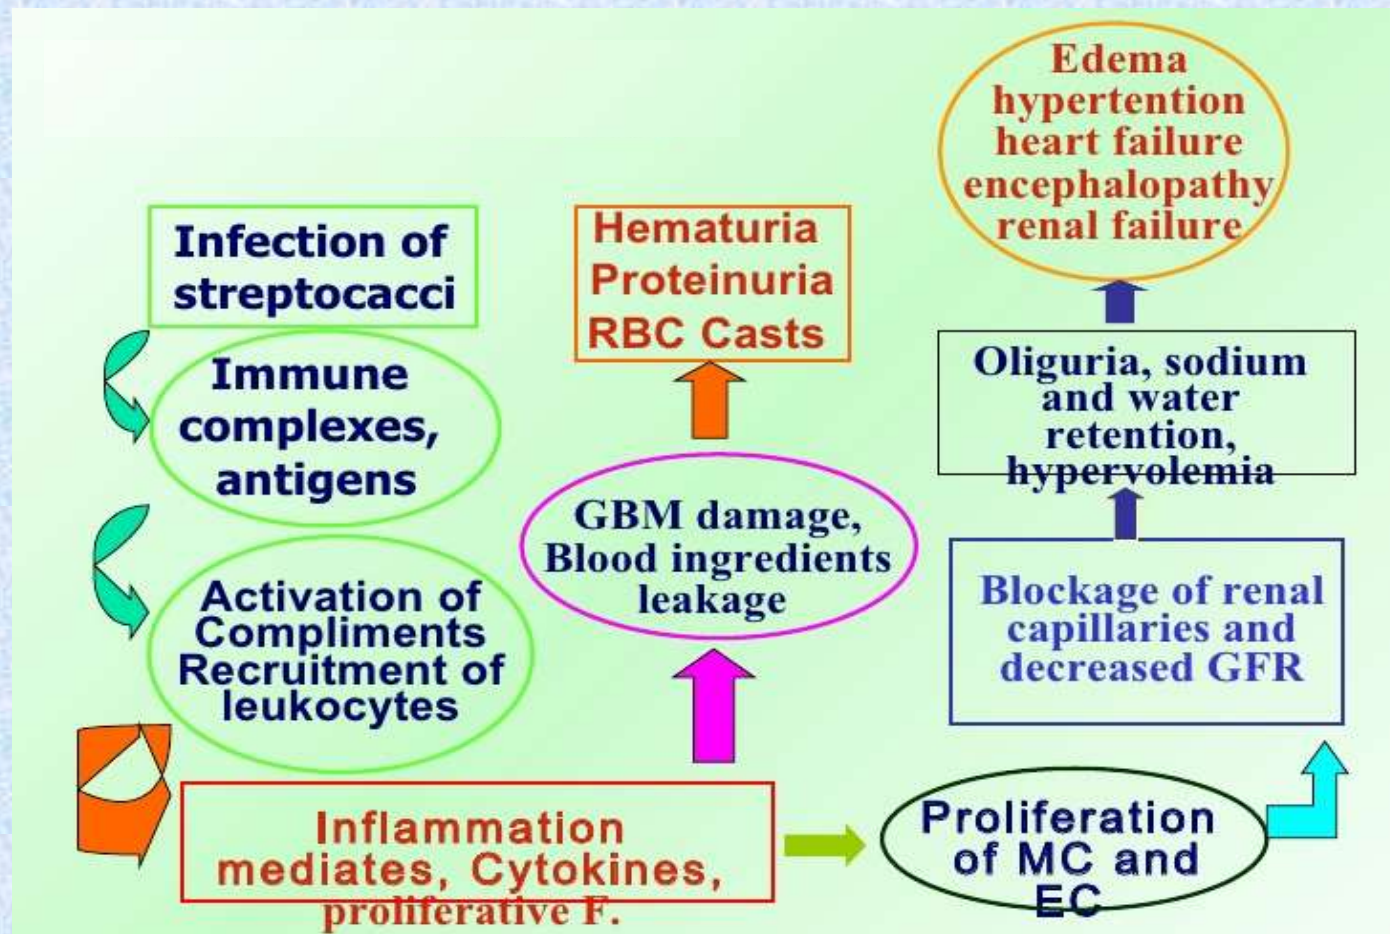 Infection of
streptocacci
Immune
complexes,
antigens
Activation of
Compliments
Recruitment of
leukocytes
Inflammation
mediates, Cytokines,
proliferative F.
GBM damage,
Blood ingredients
leakage
Hematuria
Proteinuria
RBC Casts
Proliferation
of MC and
EC
Blockage of renal
capillaries and
decreased GFR
Oliguria, sodium
and water
retention,
hypervolemia
Edema
hypertention
heart failure
encephalopathy
renal failure